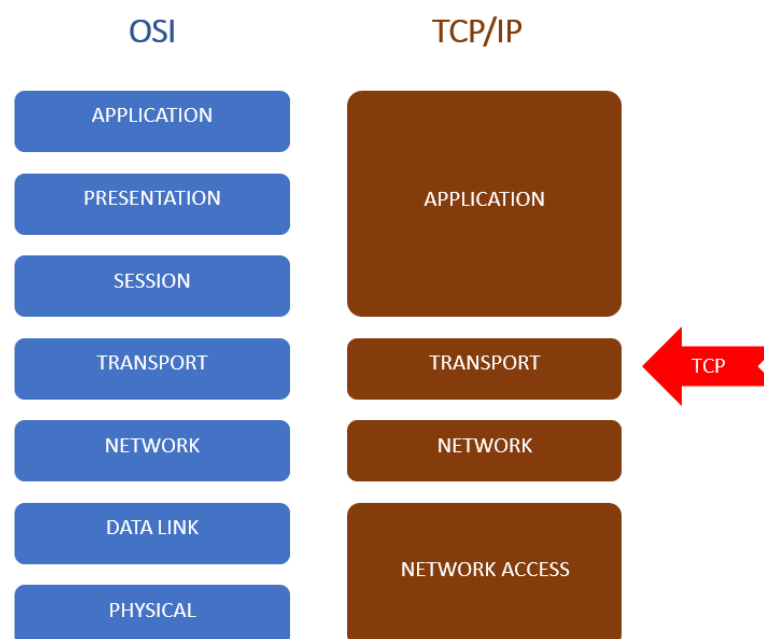 OSI
TCP/IP
APPLICATION
PRESENTATION
SESSION
TRANSPORT
NETWORK
DATA LINK
PHYSICAL
APPLICATION
TRANSPORT
NETWORK
NETWORK ACCESS
TCP